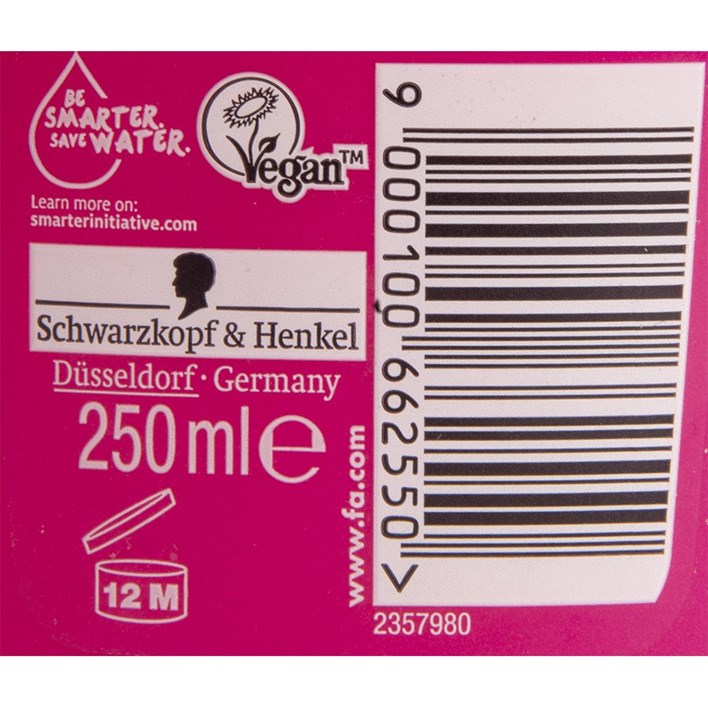 BE
SMARTER.
SAVE WATER.
Vegan™
Learn more on:
smarterinitiative.com
Schwarzkopf & Henkel
Düsseldorf · Germany
250 ml ℮
12 M
www.fa.com
9 000100 662550 >
2357980